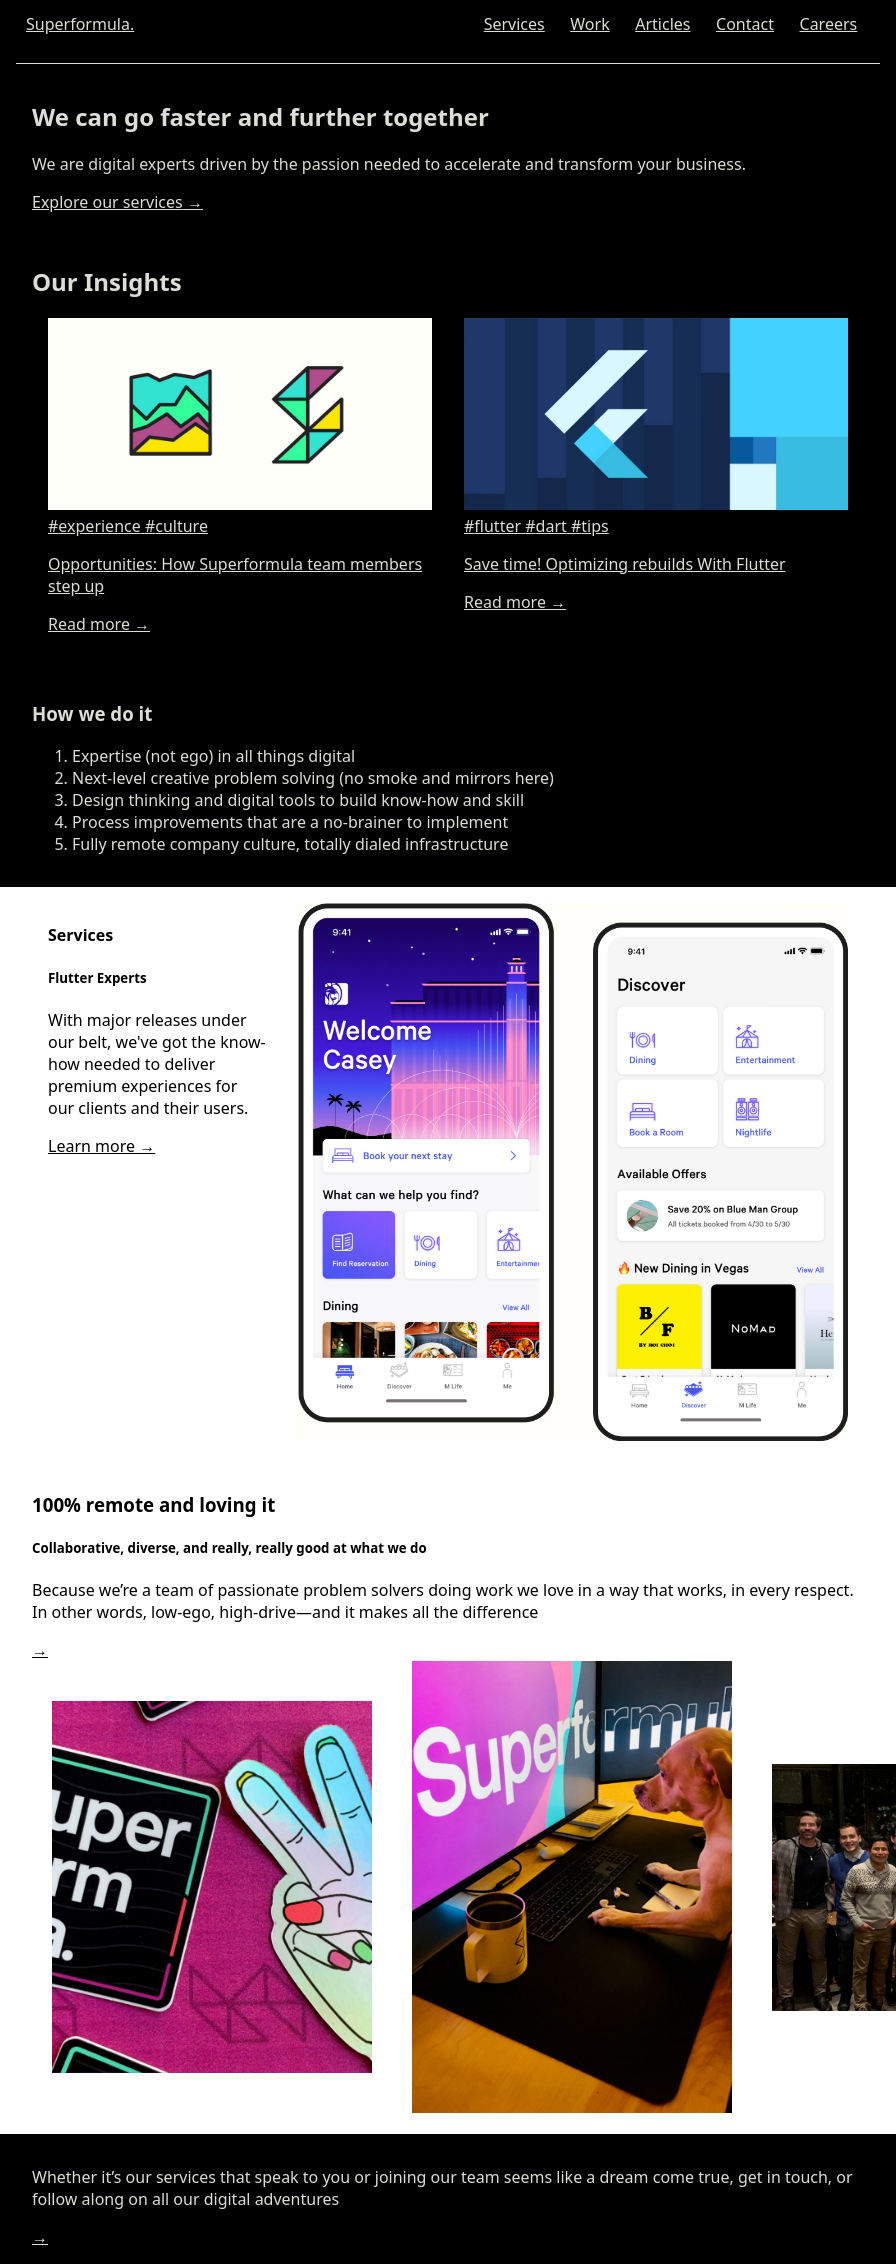 Superformula.
Services Work Articles Contact Careers
We can go faster and further together
We are digital experts driven by the passion needed to accelerate and transform your business.
Explore our services →
Our Insights
#experience #culture
Opportunities: How Superformula team members
step up
Read more →
#flutter #dart #tips
Save time! Optimizing rebuilds With Flutter
Read more →
How we do it
1. Expertise (not ego) in all things digital
2. Next-level creative problem solving (no smoke and mirrors here)
3. Design thinking and digital tools to build know-how and skill
4. Process improvements that are a no-brainer to implement
5. Fully remote company culture, totally dialed infrastructure
Services
Flutter Experts
With major releases under
our belt, we've got the know-
how needed to deliver
premium experiences for
our clients and their users.
Learn more →
9:41
Welcome
Casey
Book your next stay
What can we help you find?
Find Reservation
Dining
Entertainmen
Dining
View All
Home
Discover
M Life
Me
9:41
Discover
Dining
Entertainment
Book a Room
Nightlife
Available Offers
Save 20% on Blue Man Group
All tickets booked from 4/30 to 5/30
🔥 New Dining in Vegas
View All
B/F
BY ROI CHOI
NOMAD
He
Home
Discover
M Life
Me
100% remote and loving it
Collaborative, diverse, and really, really good at what we do
Because we’re a team of passionate problem solvers doing work we love in a way that works, in every respect.
In other words, low-ego, high-drive—and it makes all the difference
→
uper
rm
a.
Superformul
Whether it’s our services that speak to you or joining our team seems like a dream come true, get in touch, or
follow along on all our digital adventures
→